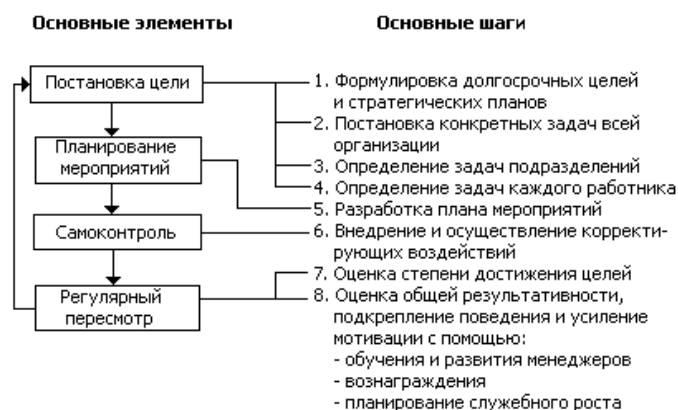 Основные элементы
Основные шаги
Постановка цели
Планирование
мероприятий
Самоконтроль
Регулярный
пересмотр
1. Формулировка долгосрочных целей
и стратегических планов
2. Постановка конкретных задач всей
организации
3. Определение задач подразделений
4. Определение задач каждого работника
5. Разработка плана мероприятий
6. Внедрение и осуществление корректи-
рующих воздействий
7. Оценка степени достижения целей
8. Оценка общей результативности,
подкрепление поведения и усиление
мотивации с помощью:
- обучения и развития менеджеров
- вознаграждения
- планирование служебного роста